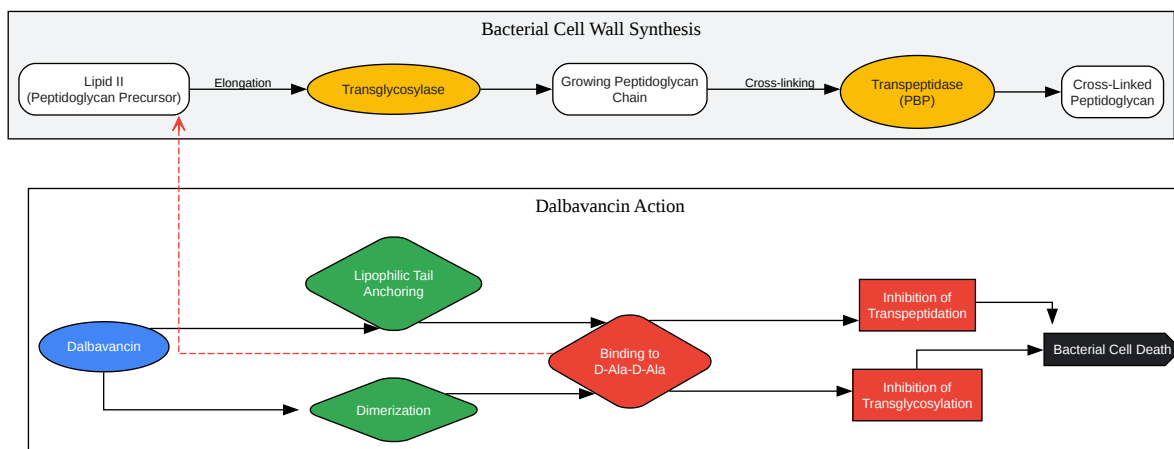 Bacterial Cell Wall Synthesis
Lipid II
(Peptidoglycan Precursor)
Elongation
Transglycosylase
Growing Peptidoglycan
Chain
Cross-linking
Transpeptidase
(PBP)
Cross-Linked
Peptidoglycan
Dalbavancin Action
Lipophilic Tail
Anchoring
Inhibition of
Transpeptidation
Dalbavancin
Binding to
D-Ala-D-Ala
Bacterial Cell Death
Dimerization
Inhibition of
Transglycosylation